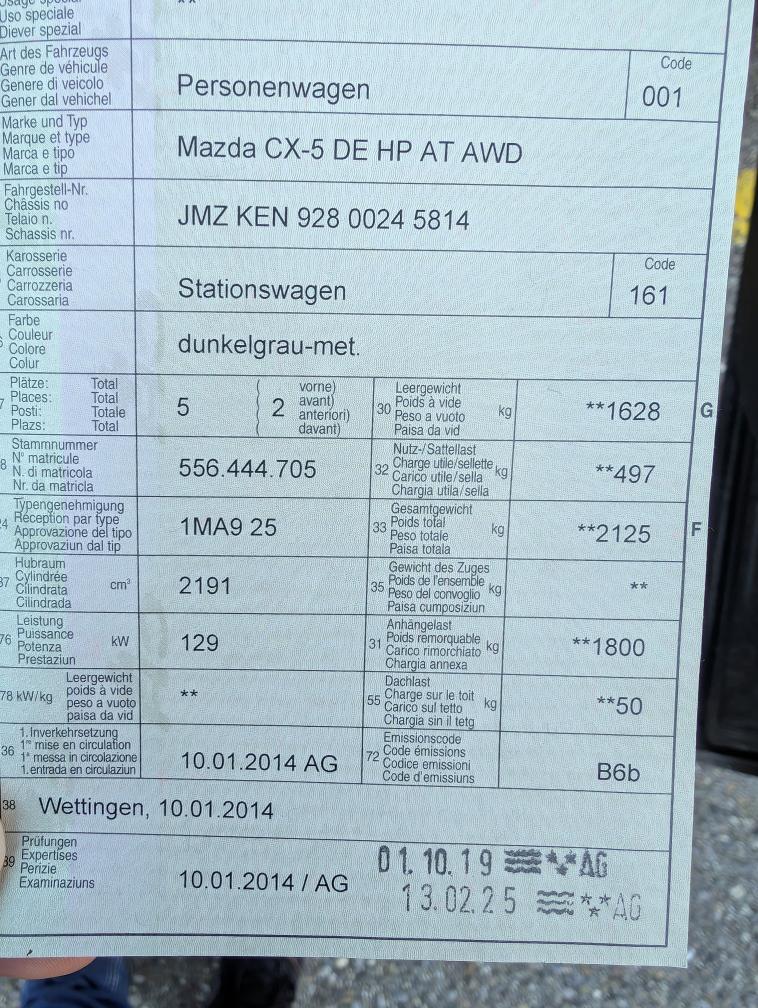 Uso speciale
Diever spezial
**
Art des Fahrzeugs
Genre de véhicule
Genere di veicolo
Gener dal vehichel
Personenwagen
Code
001
Marke und Typ
Marque et type
Marca e tipo
Marca e tip
Mazda CX-5 DE HP AT AWD
Fahrgestell-Nr.
Châssis no
Telaio n.
Schassis nr.
JMZ KEN 928 0024 5814
Karosserie
Carrosserie
Carrozzeria
Carossaria
Stationswagen
Code
161
Farbe
Couleur
Colore
Colur
dunkelgrau-met.
Plätze: Total
Places: Total
Posti: Totale
Plazs: Total
5
( 2 vorne)
avant)
anteriori)
davant)
30 Leergewicht
Poids à vide
Peso a vuoto
Paisa da vid
kg
**1628
G
8 Stammnummer
N° matricule
N. di matricola
Nr. da matricla
556.444.705
32 Nutz-/Sattellast
Charge utile/sellette
Carico utile/sella
Chargia utila/sella
kg
**497
24 Typengenehmigung
Réception par type
Approvazione del tipo
Approvaziun dal tip
1MA9 25
33 Gesamtgewicht
Poids total
Peso totale
Paisa totala
kg
**2125
F
37 Hubraum
Cylindrée
Cilindrata
Cilindrada
cm³
2191
35 Gewicht des Zuges
Poids de l'ensemble
Peso del convoglio
Paisa cumposiziun
kg
**
76 Leistung
Puissance
Potenza
Prestaziun
kW
129
31 Anhängelast
Poids remorquable
Carico rimorchiato
Chargia annexa
kg
**1800
78 kW/kg
Leergewicht
poids à vide
peso a vuoto
paisa da vid
**
55 Dachlast
Charge sur le toit
Carico sul tetto
Chargia sin il tetg
kg
**50
36 1. Inverkehrsetzung
1re mise en circulation
1a messa in circolazione
1. entrada en circulaziun
10.01.2014 AG
72 Emissionscode
Code émissions
Codice emissioni
Code d'emissiuns
B6b
38 Wettingen, 10.01.2014
39 Prüfungen
Expertises
Perizie
Examinaziuns
10.01.2014 / AG
01.10.19 AG
13.02.25 AG